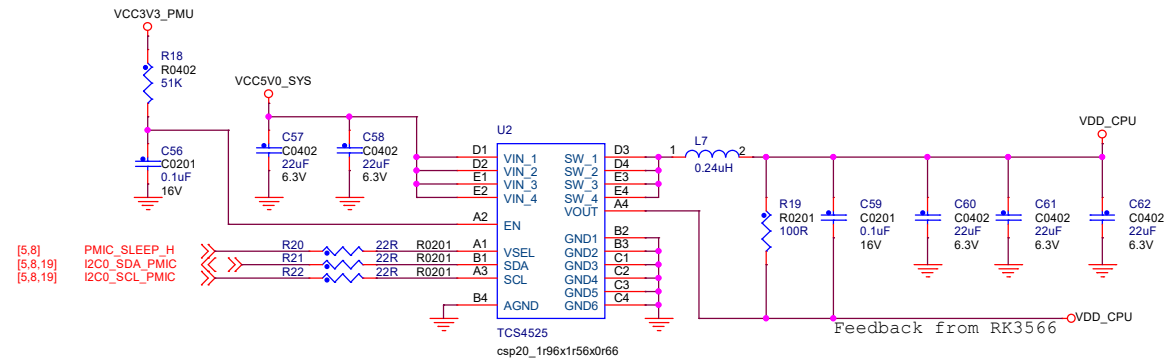 VCC3V3_PMU
R18
R0402
51K
VCC5V0_SYS
C56
C0201
0.1uF
16V
C57
C0402
22uF
6.3V
C58
C0402
22uF
6.3V
U2
D1 VIN_1 SW_1 D3
D2 VIN_2 SW_2 D4
E1 VIN_3 SW_3 E3
E2 VIN_4 SW_4 E4
VOUT A4
A2 EN
GND1 B2
A1 VSEL GND2 B3
B1 SDA GND3 C1
A3 SCL GND4 C2
GND5 C3
B4 AGND GND6 C4
TCS4525
csp20_1r96x1r56x0r66
[5,8] PMIC_SLEEP_H R20 22R R0201
[5,8,19] I2C0_SDA_PMIC R21 22R R0201
[5,8,19] I2C0_SCL_PMIC R22 22R R0201
1 L7 2
0.24uH
VDD_CPU
R19
R0201
100R
C59
C0201
0.1uF
16V
C60
C0402
22uF
6.3V
C61
C0402
22uF
6.3V
C62
C0402
22uF
6.3V
VDD_CPU
Feedback from RK3566